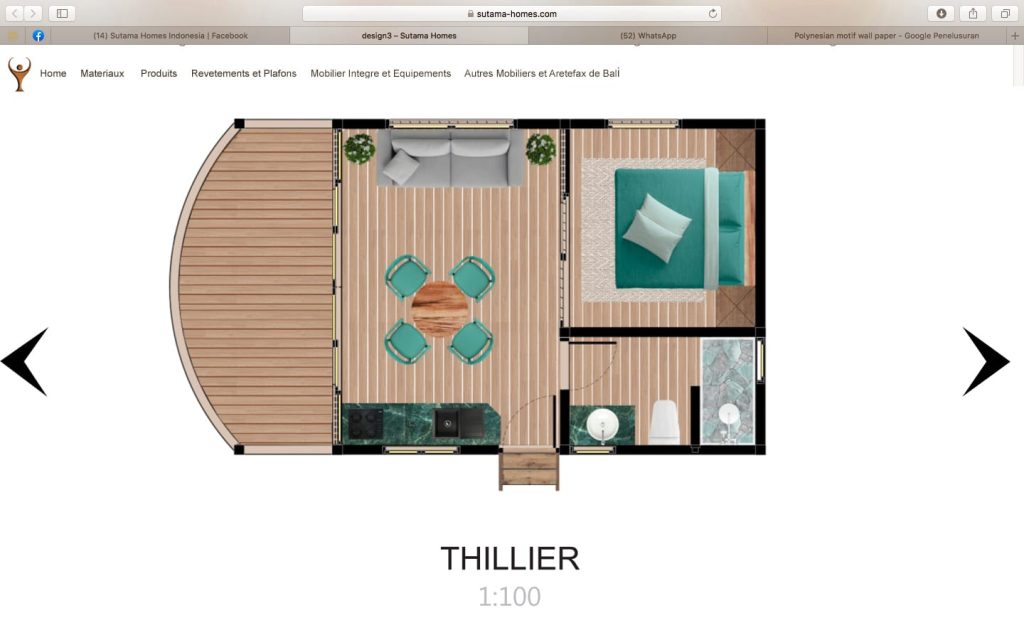 sutama-homes.com
(14) Sutama Homes Indonesia | Facebook
design3 – Sutama Homes
(52) WhatsApp
Polynesian motif wall paper - Google Penelusuran
Home Materiaux Produits Revetements et Plafons Mobilier Integre et Equipements Autres Mobiliers et Aretefax de Bali
THILLIER
1:100